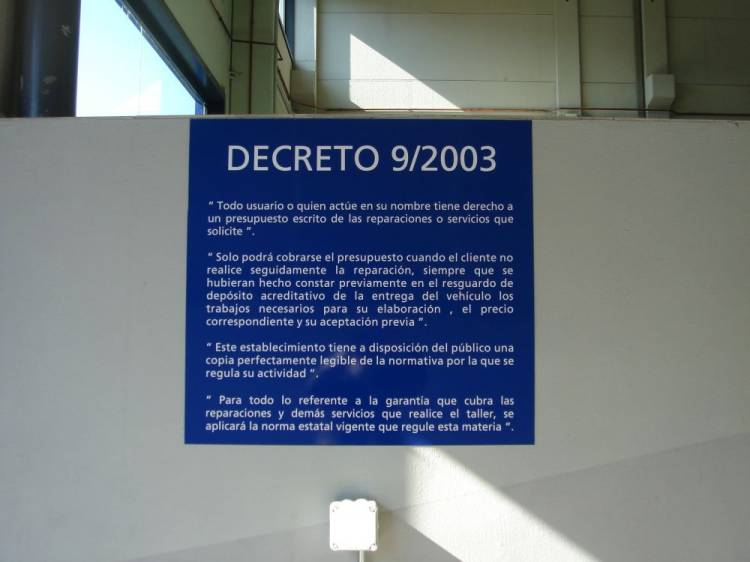 DECRETO 9/2003
“ Todo usuario o quien actúe en su nombre tiene derecho a
un presupuesto escrito de las reparaciones o servicios que
solicite “.
“ Solo podrá cobrarse el presupuesto cuando el cliente no
realice seguidamente la reparación, siempre que se
hubieran hecho constar previamente en el resguardo de
depósito acreditativo de la entrega del vehículo los
trabajos necesarios para su elaboración , el precio
correspondiente y su aceptación previa “.
“ Este establecimiento tiene a disposición del público una
copia perfectamente legible de la normativa por la que se
regula su actividad “.
“ Para todo lo referente a la garantía que cubra las
reparaciones y demás servicios que realice el taller, se
aplicará la norma estatal vigente que regule esta materia “.